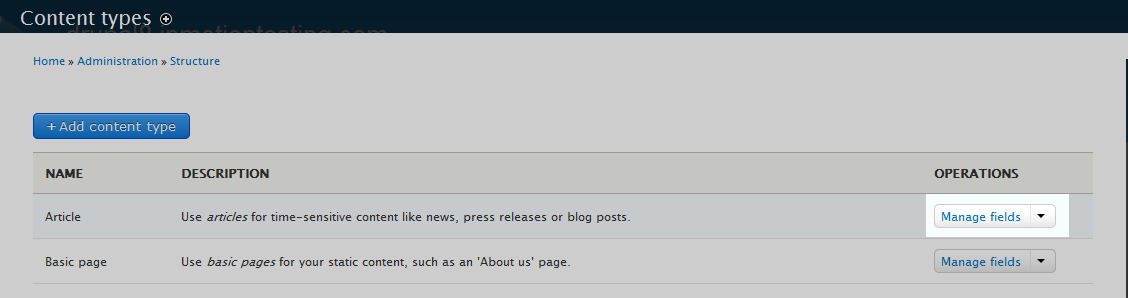 Content types
drupal8.inmotiontesting.com
Home » Administration » Structure
+ Add content type
NAME DESCRIPTION OPERATIONS
Article Use articles for time-sensitive content like news, press releases or blog posts. Manage fields
Basic page Use basic pages for your static content, such as an 'About us' page. Manage fields